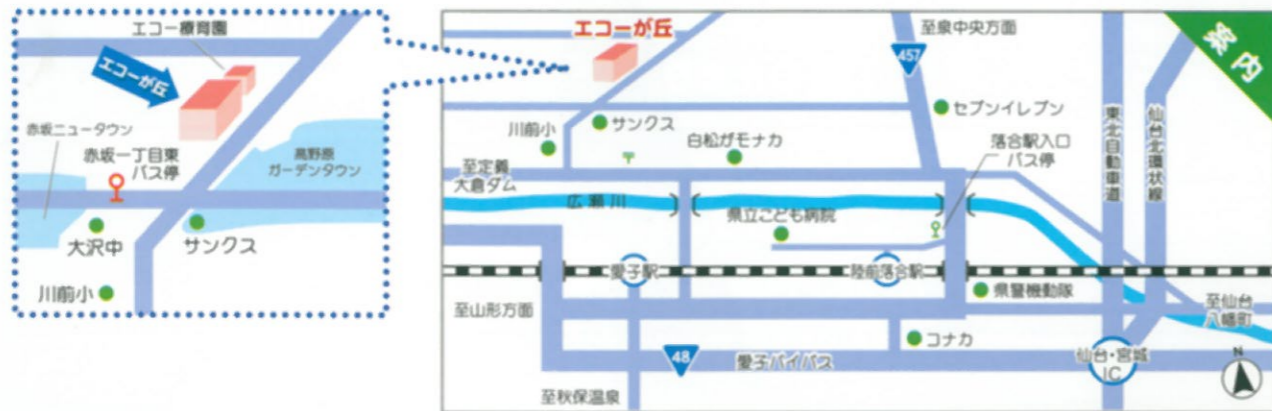 エコー療育園
エコーが丘
赤坂ニュータウン
赤坂一丁目東
バス停
高野原
ガーデンタウン
大沢中
サンクス
川前小
案内
エコーが丘
至泉中央方面
457
セブンイレブン
サンクス
川前小
〒
白松がモナカ
落合駅入口
バス停
東北自動車道
仙台北環状線
至定義
大倉ダム
広瀬川
県立こども病院
愛子駅
陸前落合駅
県警機動隊
至山形方面
至仙台
八幡町
コナカ
48
愛子バイパス
仙台・宮城
IC
至秋保温泉
N